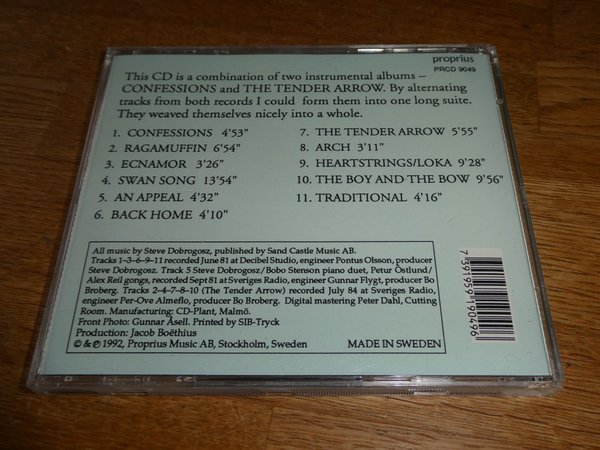 proprius
PRCD 9049
This CD is a combination of two instrumental albums –
CONFESSIONS and THE TENDER ARROW. By alternating
tracks from both records I could form them into one long suite.
They weaved themselves nicely into a whole.
1. CONFESSIONS 4'53"
2. RAGAMUFFIN 6'54"
3. ECNAMOR 3'26"
4. SWAN SONG 13'54"
5. AN APPEAL 4'32"
6. BACK HOME 4'10"
7. THE TENDER ARROW 5'55"
8. ARCH 3'11"
9. HEARTSTRINGS/LOKA 9'28"
10. THE BOY AND THE BOW 9'56"
11. TRADITIONAL 4'16"
All music by Steve Dobrogosz, published by Sand Castle Music AB.
Tracks 1–3–6–9–11 recorded June 81 at Decibel Studio, engineer Pontus Olsson, producer
Steve Dobrogosz. Track 5 Steve Dobrogosz/Bobo Stenson piano duet, Petur Östlund/
Alex Reil gongs, recorded Sept 81 at Sveriges Radio, engineer Gunnar Flygt, producer Bo
Broberg. Tracks 2–4–7–8–10 (The Tender Arrow) recorded July 84 at Sveriges Radio,
engineer Per-Ove Almeflo, producer Bo Broberg. Digital mastering Peter Dahl, Cutting
Room. Manufacturing: CD-Plant, Malmö.
Front Photo: Gunnar Åsell. Printed by SIB-Tryck
Production: Jacob Boëthius
© & ℗ 1992, Proprius Music AB, Stockholm, Sweden
MADE IN SWEDEN
7 391959 190496